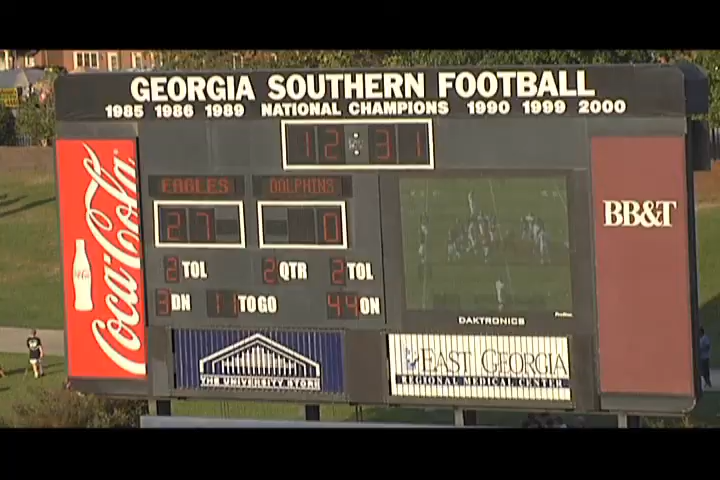 GEORGIA SOUTHERN FOOTBALL
1985 1986 1989 NATIONAL CHAMPIONS 1990 1999 2000
12:31
EAGLES DOLPHINS
27 0
2 TOL 2 QTR 2 TOL
3 DN 11 TO GO 44 ON
Coca-Cola
BB&T
DAKTRONICS
THE UNIVERSITY STORE
EAST GEORGIA
REGIONAL MEDICAL CENTER